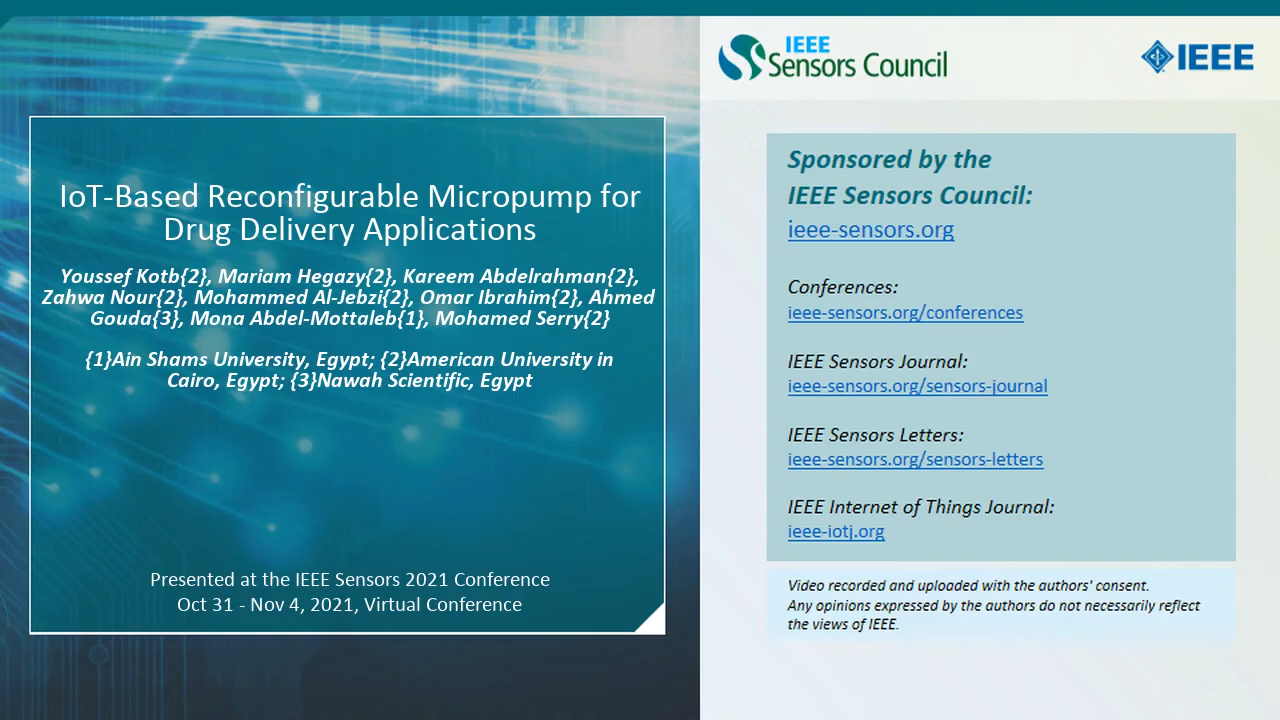 IoT-Based Reconfigurable Micropump for
Drug Delivery Applications
Youssef Kotb{2}, Mariam Hegazy{2}, Kareem Abdelrahman{2},
Zahwa Nour{2}, Mohammed Al-Jebzi{2}, Omar Ibrahim{2}, Ahmed
Gouda{3}, Mona Abdel-Mottaleb{1}, Mohamed Serry{2}
{1}Ain Shams University, Egypt; {2}American University in
Cairo, Egypt; {3}Nawah Scientific, Egypt
Presented at the IEEE Sensors 2021 Conference
Oct 31 - Nov 4, 2021, Virtual Conference
IEEE
Sensors Council
IEEE
Sponsored by the
IEEE Sensors Council:
ieee-sensors.org
Conferences:
ieee-sensors.org/conferences
IEEE Sensors Journal:
ieee-sensors.org/sensors-journal
IEEE Sensors Letters:
ieee-sensors.org/sensors-letters
IEEE Internet of Things Journal:
ieee-iotj.org
Video recorded and uploaded with the authors' consent.
Any opinions expressed by the authors do not necessarily reflect
the views of IEEE.